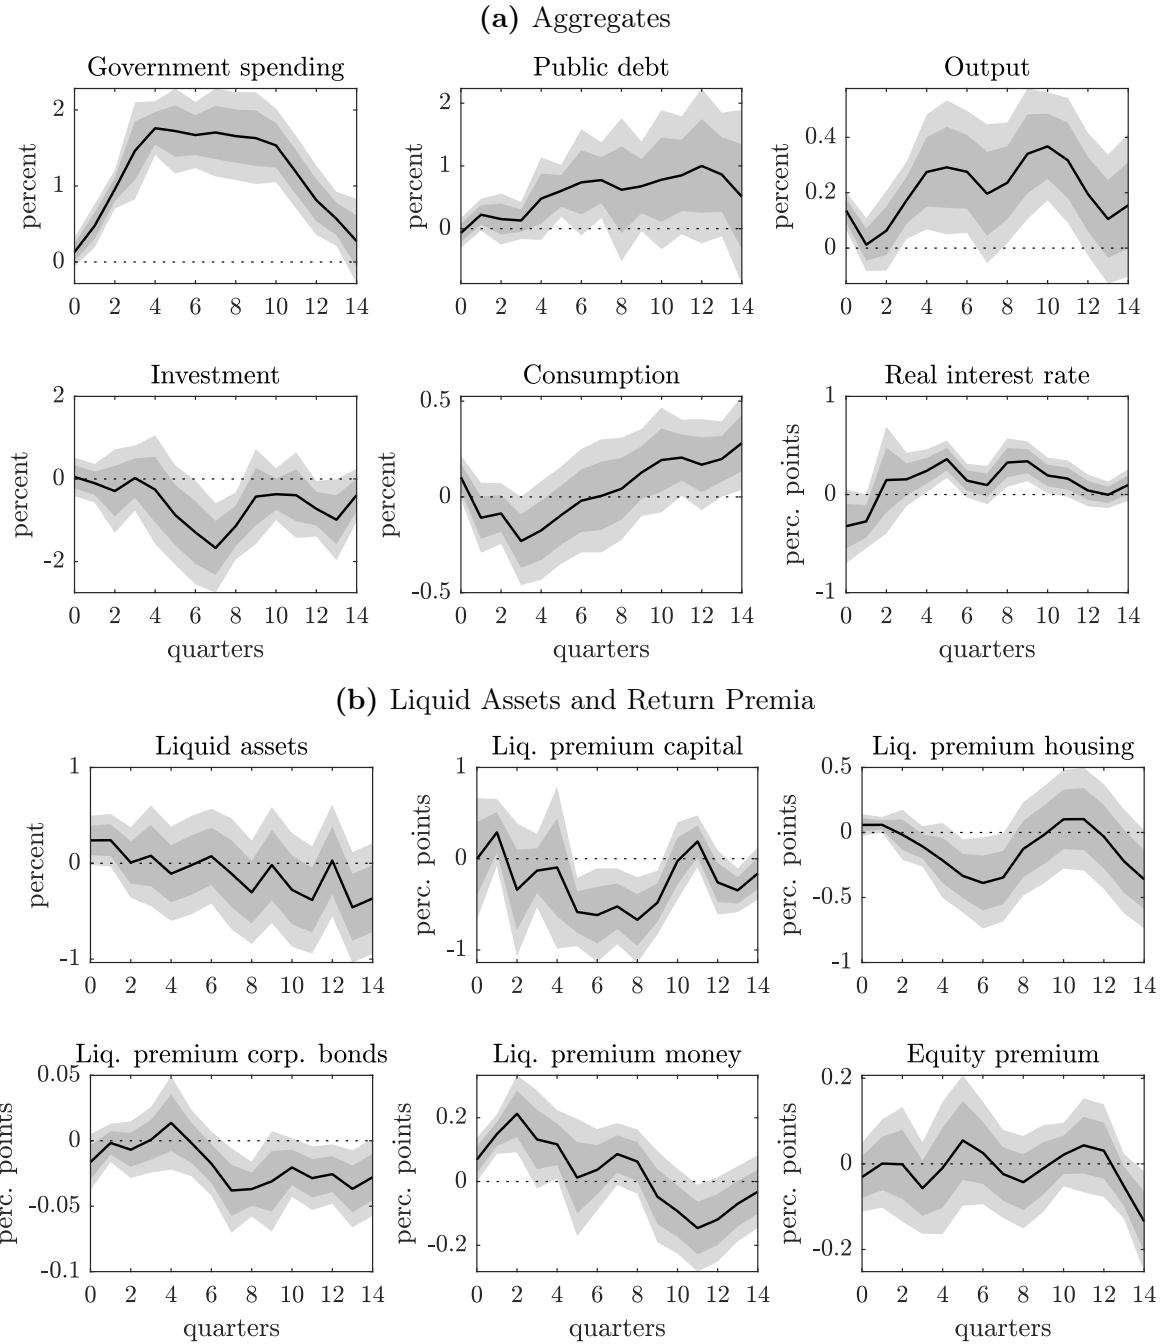 (a) Aggregates
Government spending
percent
2
1
0
0 2 4 6 8 10 12 14
Public debt
percent
2
1
0
0 2 4 6 8 10 12 14
Output
percent
0.4
0.2
0
0 2 4 6 8 10 12 14
Investment
percent
2
0
-2
0 2 4 6 8 10 12 14
quarters
Consumption
percent
0.5
0
-0.5
0 2 4 6 8 10 12 14
quarters
Real interest rate
perc. points
1
0
-1
0 2 4 6 8 10 12 14
quarters
(b) Liquid Assets and Return Premia
Liquid assets
percent
1
0
-1
0 2 4 6 8 10 12 14
Liq. premium capital
perc. points
1
0
-1
0 2 4 6 8 10 12 14
Liq. premium housing
perc. points
0.5
0
-0.5
-1
0 2 4 6 8 10 12 14
Liq. premium corp. bonds
perc. points
0.05
0
-0.05
-0.1
0 2 4 6 8 10 12 14
quarters
Liq. premium money
perc. points
0.2
0
-0.2
0 2 4 6 8 10 12 14
quarters
Equity premium
perc. points
0.2
0
-0.2
0 2 4 6 8 10 12 14
quarters